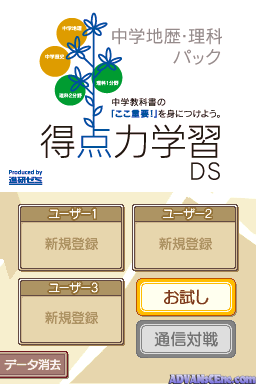 中学地理
中学歴史
理科1分野
理科2分野
中学地歴・理科
パック
中学教科書の
「ここ重要!」を身につけよう。
得点力学習
DS
Produced by
進研ゼミ
ユーザー1
新規登録
ユーザー2
新規登録
ユーザー3
新規登録
お試し
通信対戦
データ消去
ADVANsCENe.com